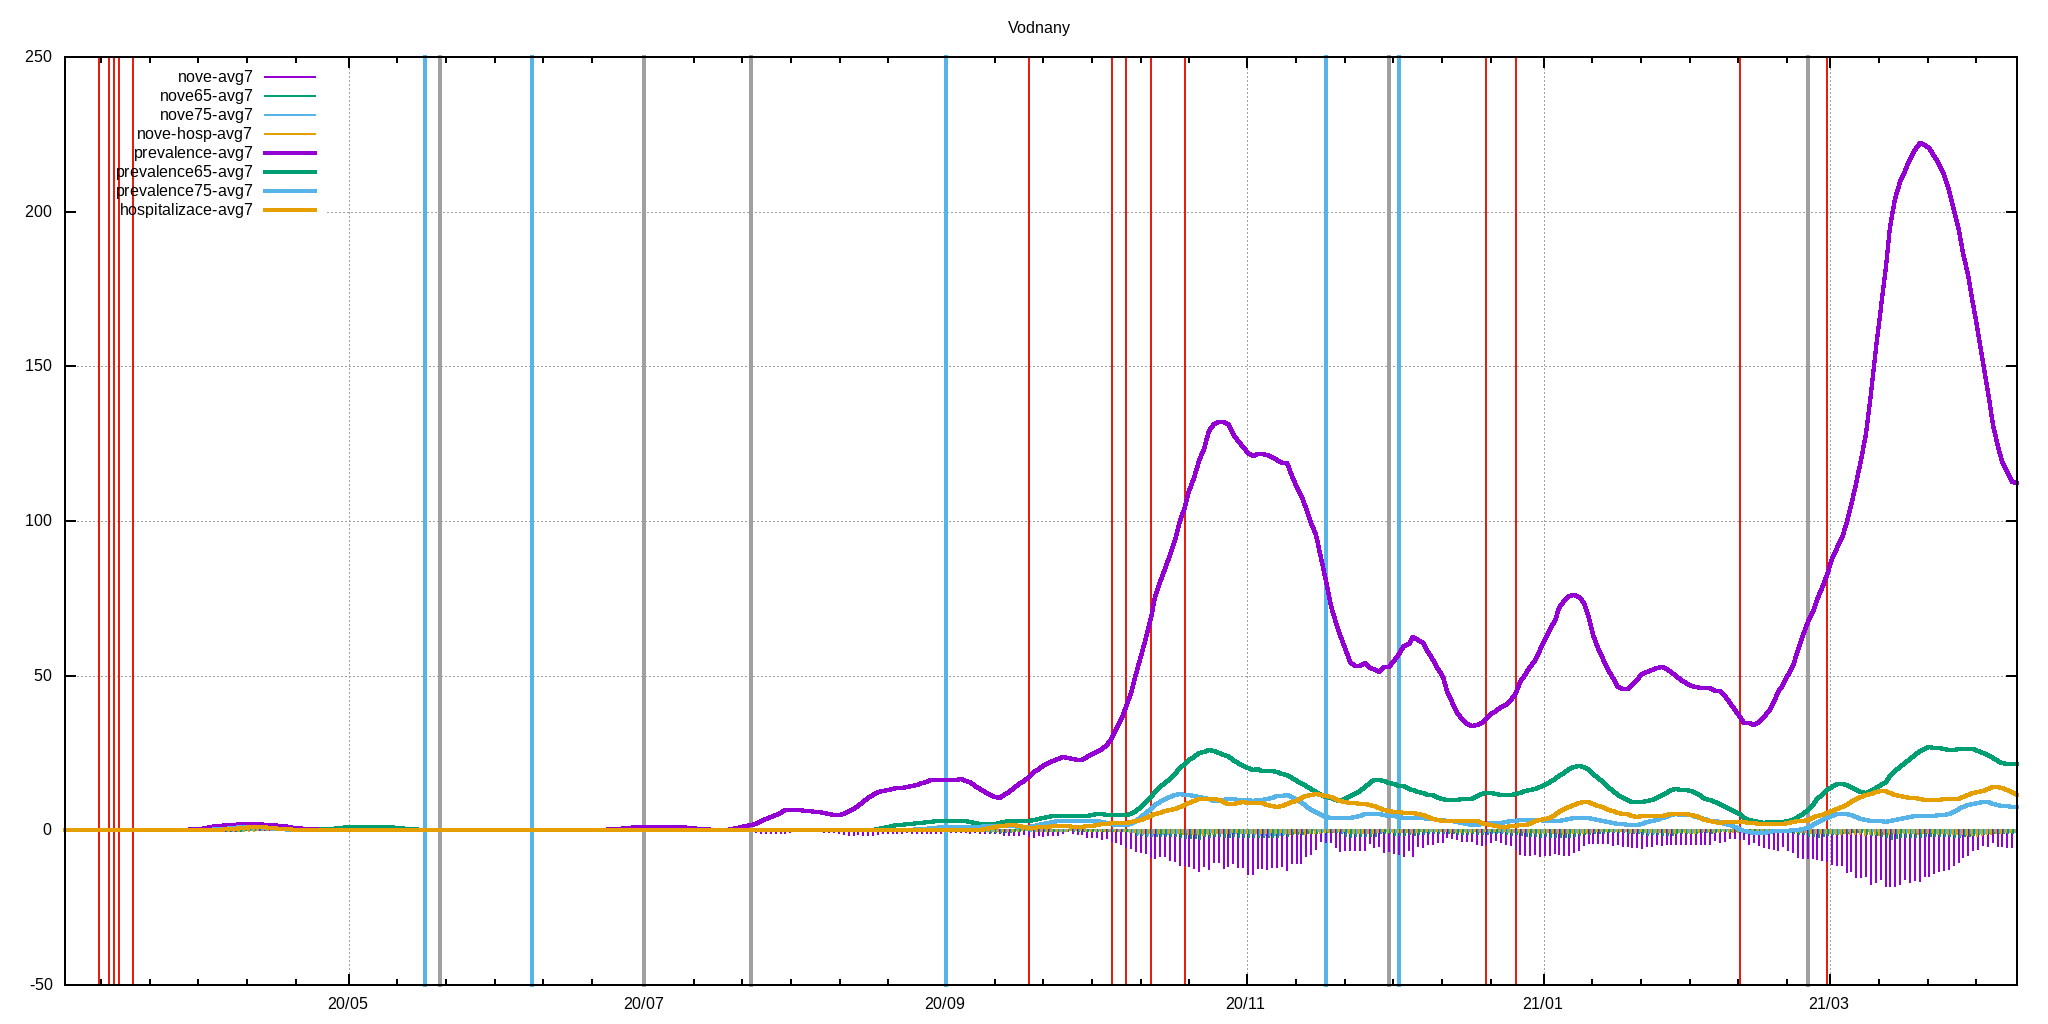 Vodnany
250
200
150
100
50
0
-50
nove-avg7
nove65-avg7
nove75-avg7
nove-hosp-avg7
prevalence-avg7
prevalence65-avg7
prevalence75-avg7
hospitalizace-avg7
20/05 20/07 20/09 20/11 21/01 21/03